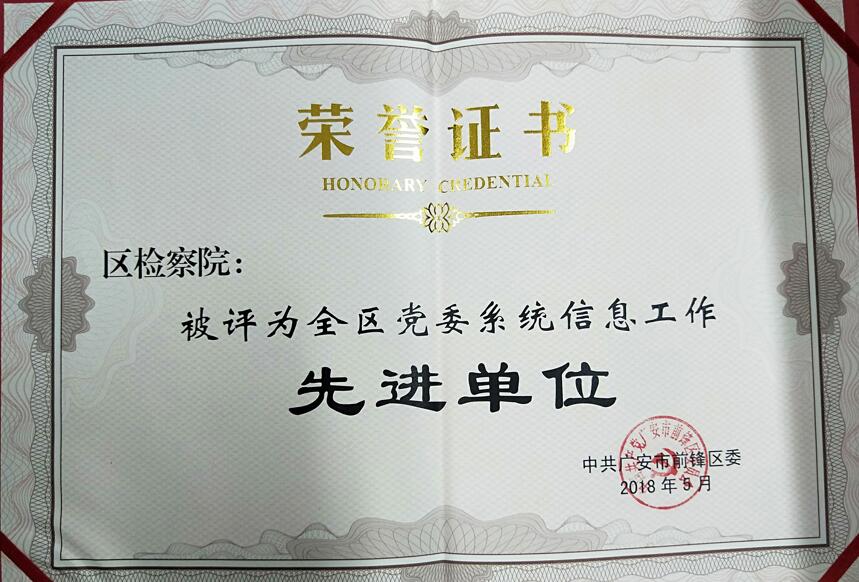 荣誉证书
HONORARY CREDENTIAL
区检察院：
被评为全区党委系统信息工作
先进单位
中共广安市前锋区委
2018年5月